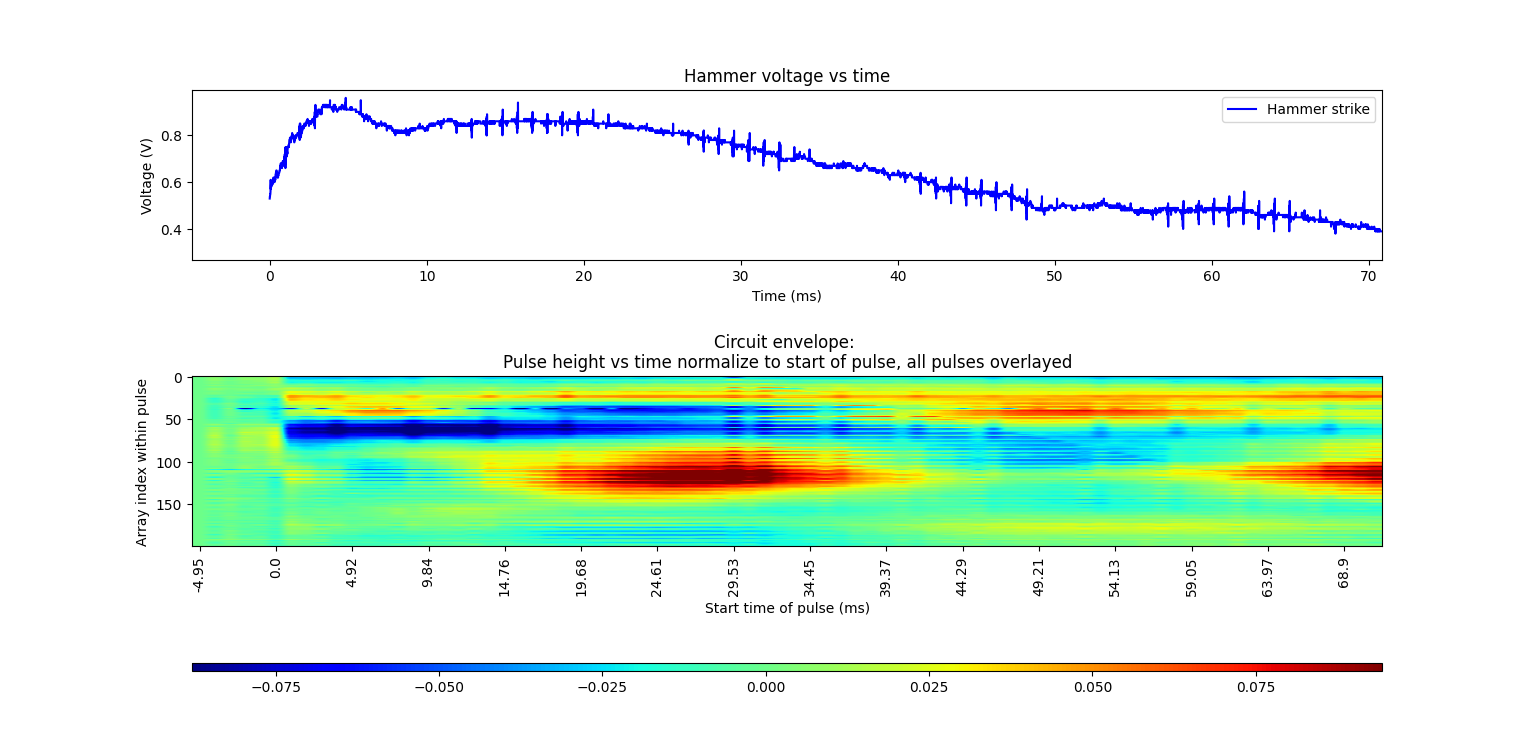 Hammer voltage vs time
Hammer strike
Voltage (V)
0.8
0.6
0.4
0 10 20 30 40 50 60 70
Time (ms)
Circuit envelope:
Pulse height vs time normalize to start of pulse, all pulses overlayed
Array index within pulse
0
50
100
150
-4.95 0.0 4.92 9.84 14.76 19.68 24.61 29.53 34.45 39.37 44.29 49.21 54.13 59.05 63.97 68.9
Start time of pulse (ms)
−0.075 −0.050 −0.025 0.000 0.025 0.050 0.075